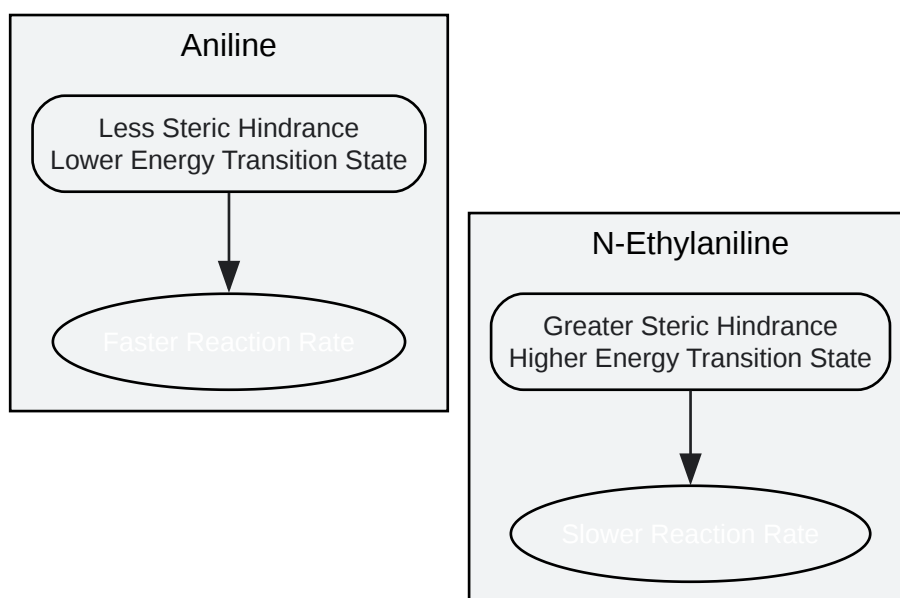 Aniline
Less Steric Hindrance
Lower Energy Transition State
Faster Reaction Rate
N-Ethylaniline
Greater Steric Hindrance
Higher Energy Transition State
Slower Reaction Rate